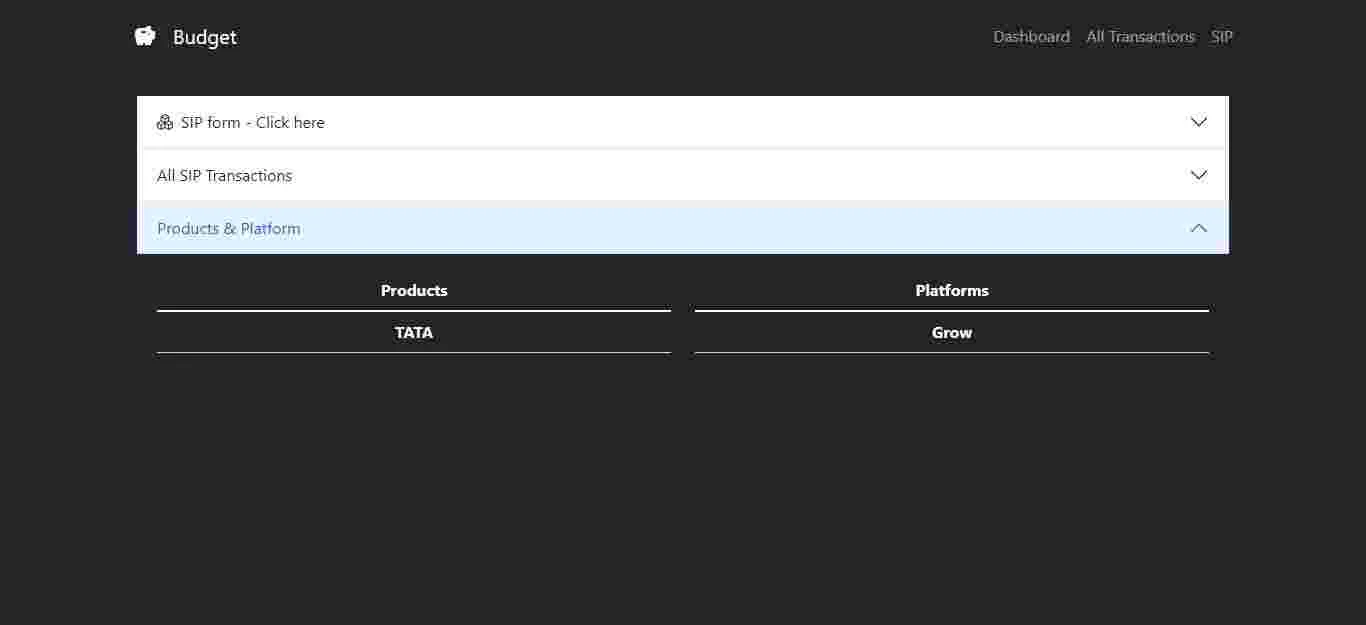 Budget Dashboard All Transactions SIP
SIP form - Click here
All SIP Transactions
Products & Platform
Products Platforms
TATA Grow